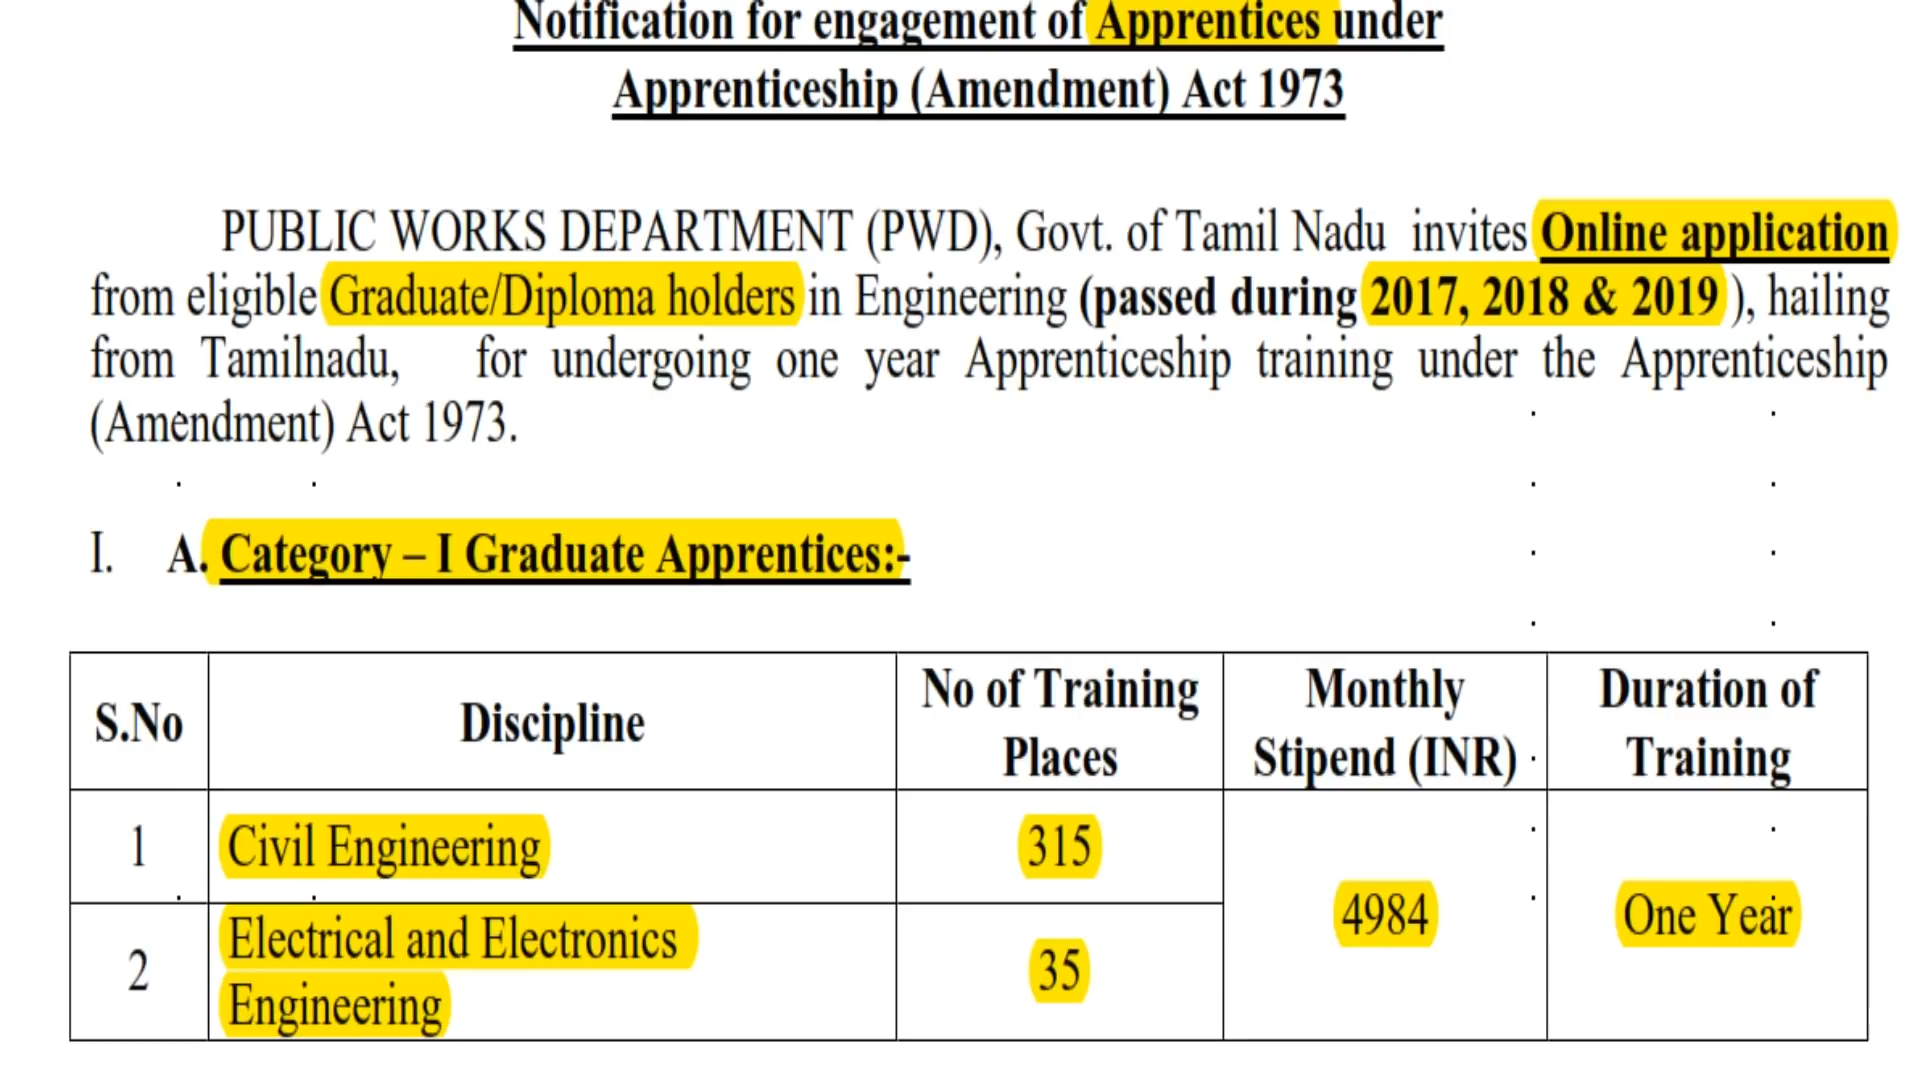 Notification for engagement of Apprentices under
Apprenticeship (Amendment) Act 1973
PUBLIC WORKS DEPARTMENT (PWD), Govt. of Tamil Nadu invites Online application
from eligible Graduate/Diploma holders in Engineering (passed during 2017, 2018 & 2019), hailing
from Tamilnadu, for undergoing one year Apprenticeship training under the Apprenticeship
(Amendment) Act 1973.
I. A. Category – I Graduate Apprentices:-
S.No Discipline No of Training Places Monthly Stipend (INR) Duration of Training
1 Civil Engineering 315 4984 One Year
2 Electrical and Electronics Engineering 35